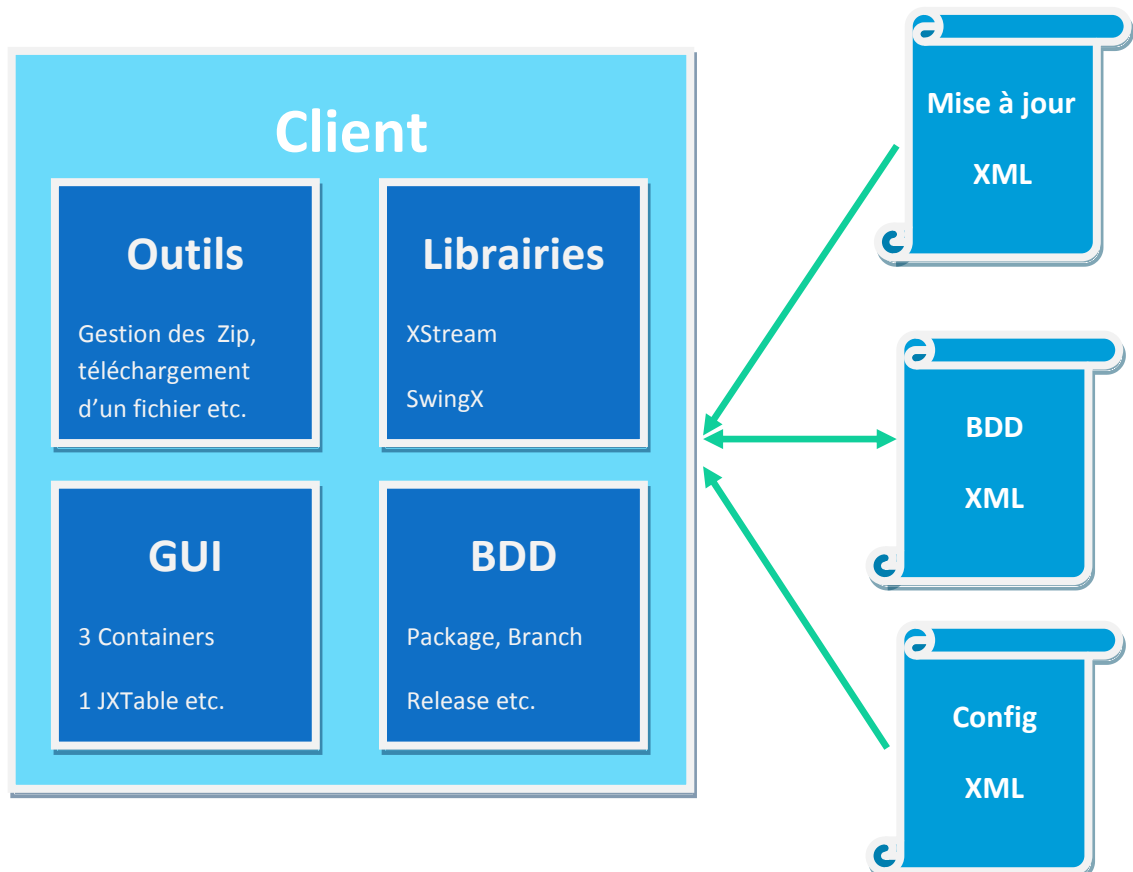 Client
Outils
Gestion des Zip,
téléchargement
d’un fichier etc.
Librairies
XStream
SwingX
GUI
3 Containers
1 JXTable etc.
BDD
Package, Branch
Release etc.
Mise à jour
XML
BDD
XML
Config
XML